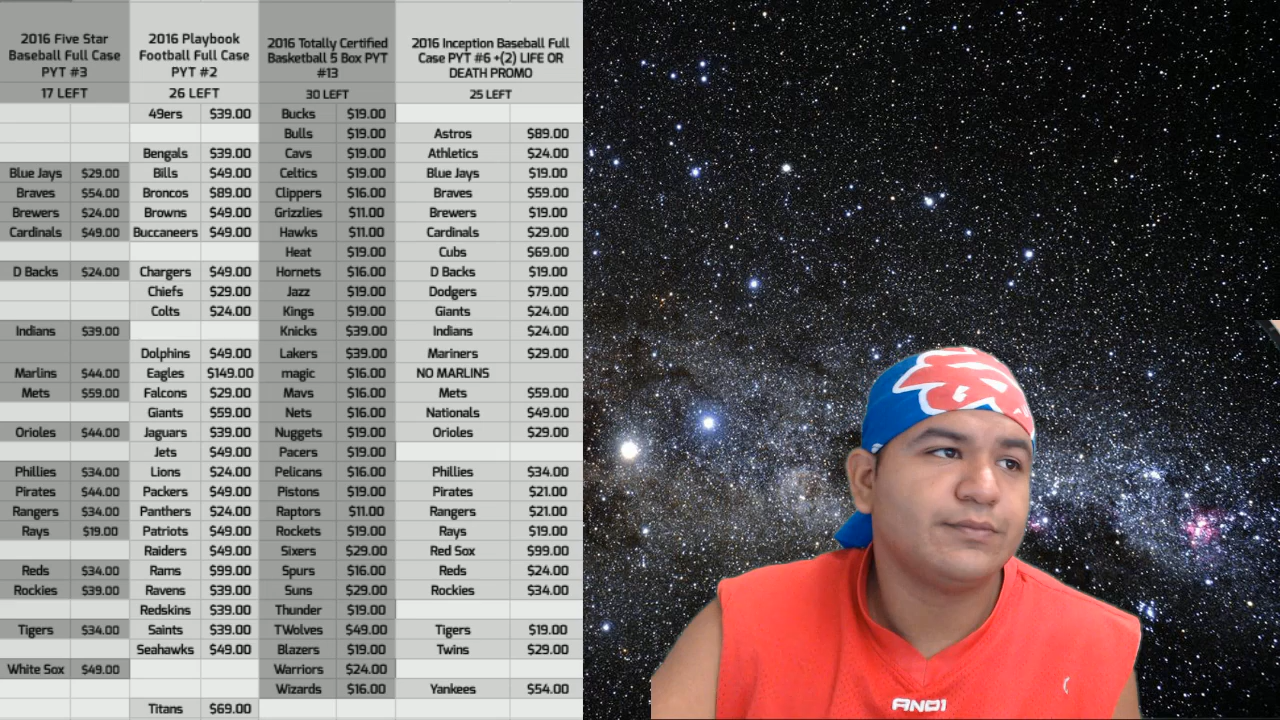 2016 Five Star
Baseball Full Case
PYT #3
17 LEFT
Blue Jays $29.00
Braves $54.00
Brewers $24.00
Cardinals $49.00
D Backs $24.00
Indians $39.00
Marlins $44.00
Mets $59.00
Orioles $44.00
Phillies $34.00
Pirates $44.00
Rangers $34.00
Rays $19.00
Reds $34.00
Rockies $39.00
Tigers $34.00
White Sox $49.00
2016 Playbook
Football Full Case
PYT #2
26 LEFT
49ers $39.00
Bengals $39.00
Bills $49.00
Broncos $89.00
Browns $49.00
Buccaneers $49.00
Chargers $49.00
Chiefs $29.00
Colts $24.00
Dolphins $49.00
Eagles $149.00
Falcons $29.00
Giants $59.00
Jaguars $39.00
Jets $49.00
Lions $24.00
Packers $49.00
Panthers $24.00
Patriots $49.00
Raiders $49.00
Rams $99.00
Ravens $39.00
Redskins $39.00
Saints $39.00
Seahawks $49.00
Titans $69.00
2016 Totally Certified
Basketball 5 Box PYT
#13
30 LEFT
Bucks $19.00
Bulls $19.00
Cavs $19.00
Celtics $19.00
Clippers $16.00
Grizzlies $11.00
Hawks $11.00
Heat $19.00
Hornets $16.00
Jazz $19.00
Kings $19.00
Knicks $39.00
Lakers $39.00
magic $16.00
Mavs $16.00
Nets $16.00
Nuggets $19.00
Pacers $19.00
Pelicans $16.00
Pistons $19.00
Raptors $11.00
Rockets $19.00
Sixers $29.00
Spurs $16.00
Suns $29.00
Thunder $19.00
TWolves $49.00
Blazers $19.00
Warriors $24.00
Wizards $16.00
2016 Inception Baseball Full
Case PYT #6 +(2) LIFE OR
DEATH PROMO
25 LEFT
Astros $89.00
Athletics $24.00
Blue Jays $19.00
Braves $59.00
Brewers $19.00
Cardinals $29.00
Cubs $69.00
D Backs $19.00
Dodgers $79.00
Giants $24.00
Indians $24.00
Mariners $29.00
NO MARLINS
Mets $59.00
Nationals $49.00
Orioles $29.00
Phillies $34.00
Pirates $21.00
Rangers $21.00
Rays $19.00
Red Sox $99.00
Reds $24.00
Rockies $34.00
Tigers $19.00
Twins $29.00
Yankees $54.00
AND1